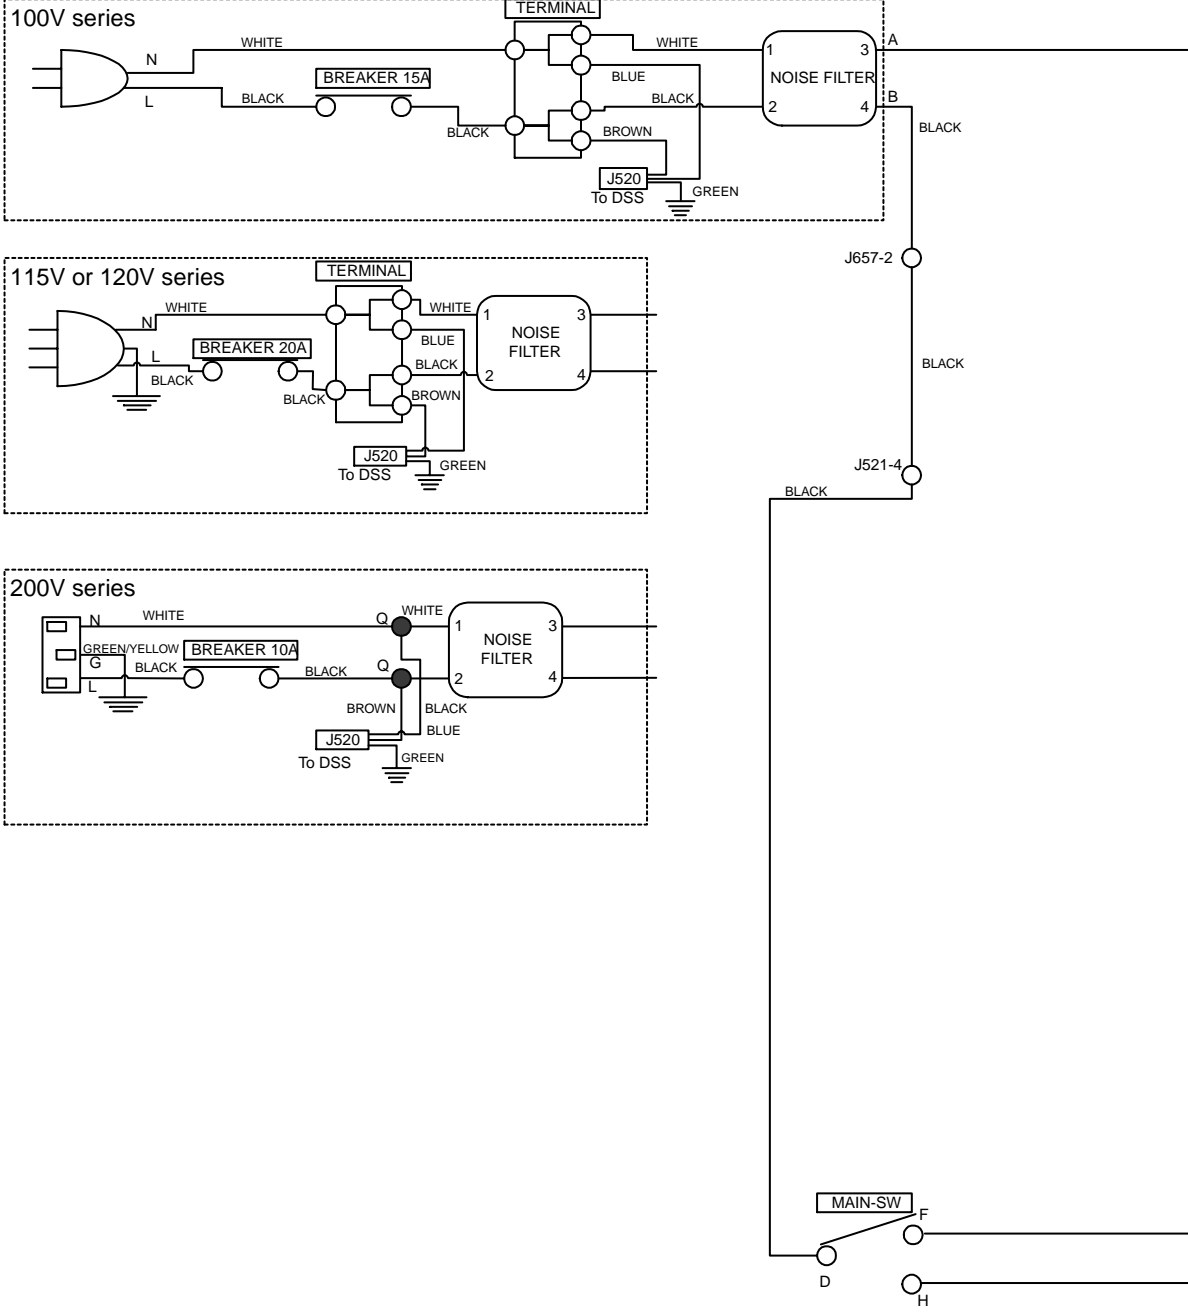 100V series
TERMINAL
N
WHITE
WHITE
1
3
A
BREAKER 15A
BLUE
NOISE FILTER
L
BLACK
BLACK
2
4
B
BLACK
BROWN
BLACK
J520
To DSS
GREEN
J657-2
115V or 120V series
TERMINAL
WHITE
WHITE
1
3
N
NOISE
FILTER
BLUE
BREAKER 20A
L
BLACK
BLACK
BLACK
BROWN
2
4
BLACK
J520
To DSS
GREEN
J521-4
BLACK
200V series
N
WHITE
Q
WHITE
1
3
NOISE
FILTER
GREEN/YELLOW
G
BREAKER 10A
BLACK
BLACK
Q
2
4
L
BROWN
BLACK
BLUE
J520
To DSS
GREEN
MAIN-SW
F
D
H